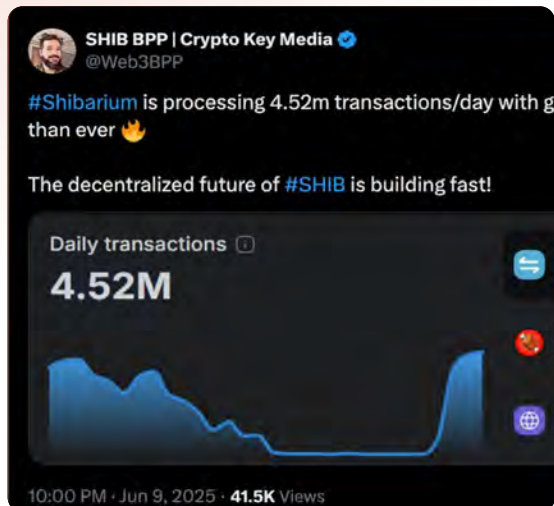 SHIB BPP | Crypto Key Media
@Web3BPP
#Shibarium is processing 4.52m transactions/day with g
than ever 🔥
The decentralized future of #SHIB is building fast!
Daily transactions
4.52M
10:00 PM · Jun 9, 2025 · 41.5K Views